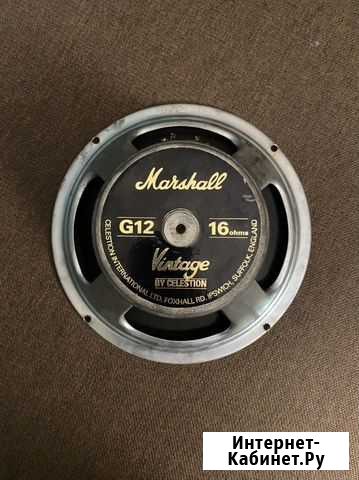 Marshall
G12 16 ohms
Vintage
BY CELESTION
CELESTION INTERNATIONAL LTD. FOXHALL RD. IPSWICH, SUFFOLK, ENGLAND
Интернет-
Кабинет.Ру